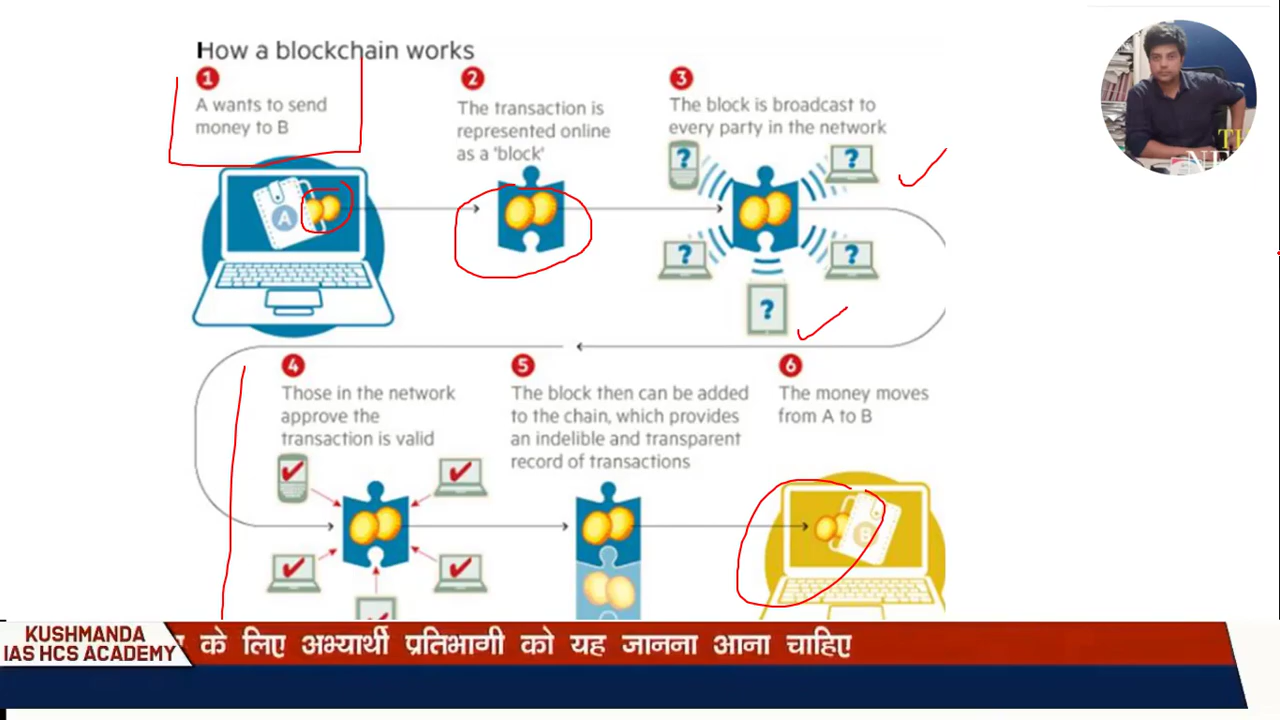 How a blockchain works
1
A wants to send
money to B
2
The transaction is
represented online
as a 'block'
3
The block is broadcast to
every party in the network
A
?
?
?
?
?
4
Those in the network
approve the
transaction is valid
5
The block then can be added
to the chain, which provides
an indelible and transparent
record of transactions
6
The money moves
from A to B
B
KUSHMANDA
IAS HCS ACADEMY
के लिए अभ्यार्थी प्रतिभागी को यह जानना आना चाहिए